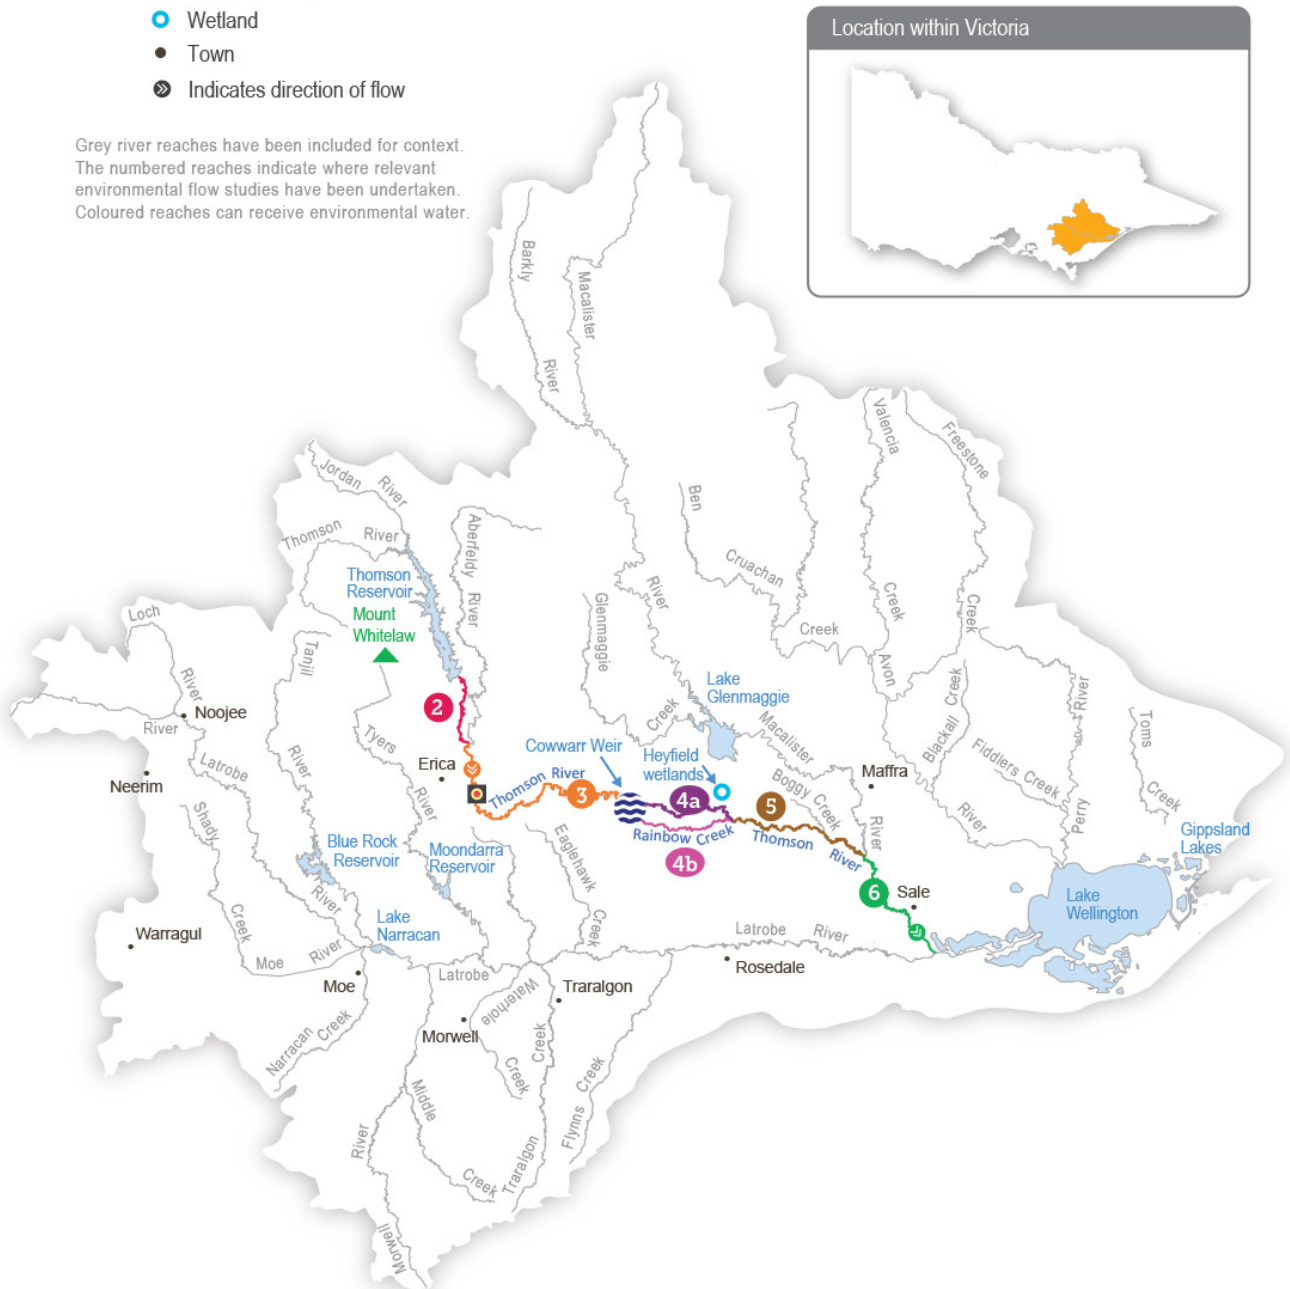 Wetland
Town
Indicates direction of flow
Grey river reaches have been included for context.
The numbered reaches indicate where relevant
environmental flow studies have been undertaken.
Coloured reaches can receive environmental water.
Location within Victoria
Barkly
River
Macalister
River
Jordan River
Thomson River
Thomson
Reservoir
Mount
Whitelaw
Aberfeldy
River
Ben
Cruachan
Creek
Valencia
Creek
Freestone
Creek
Glenmaggie
Creek
Loch
River
Noojee
River
Neerim
Latrobe
River
Tanjil
River
Tyers
River
2
Erica
Thomson River
3
Cowwarr Weir
Heyfield
wetlands
Lake
Glenmaggie
Macalister
River
Boggy Creek
Maffra
4a
Rainbow Creek
4b
5
Thomson River
6
Sale
Avon
River
Blackall Creek
Fiddlers Creek
Perry River
Toms
Creek
Gippsland
Lakes
Lake
Wellington
Shady
Creek
Blue Rock
Reservoir
Moondarra
Reservoir
Eaglehawk
Creek
Lake
Narracan
Warragul
Moe River
Moe
Latrobe
Latrobe River
Rosedale
Traralgon
Waterhole
Creek
Morwell
Narracan Creek
Middle
Creek
Traralgon
Creek
Flynns Creek
River
Morwell